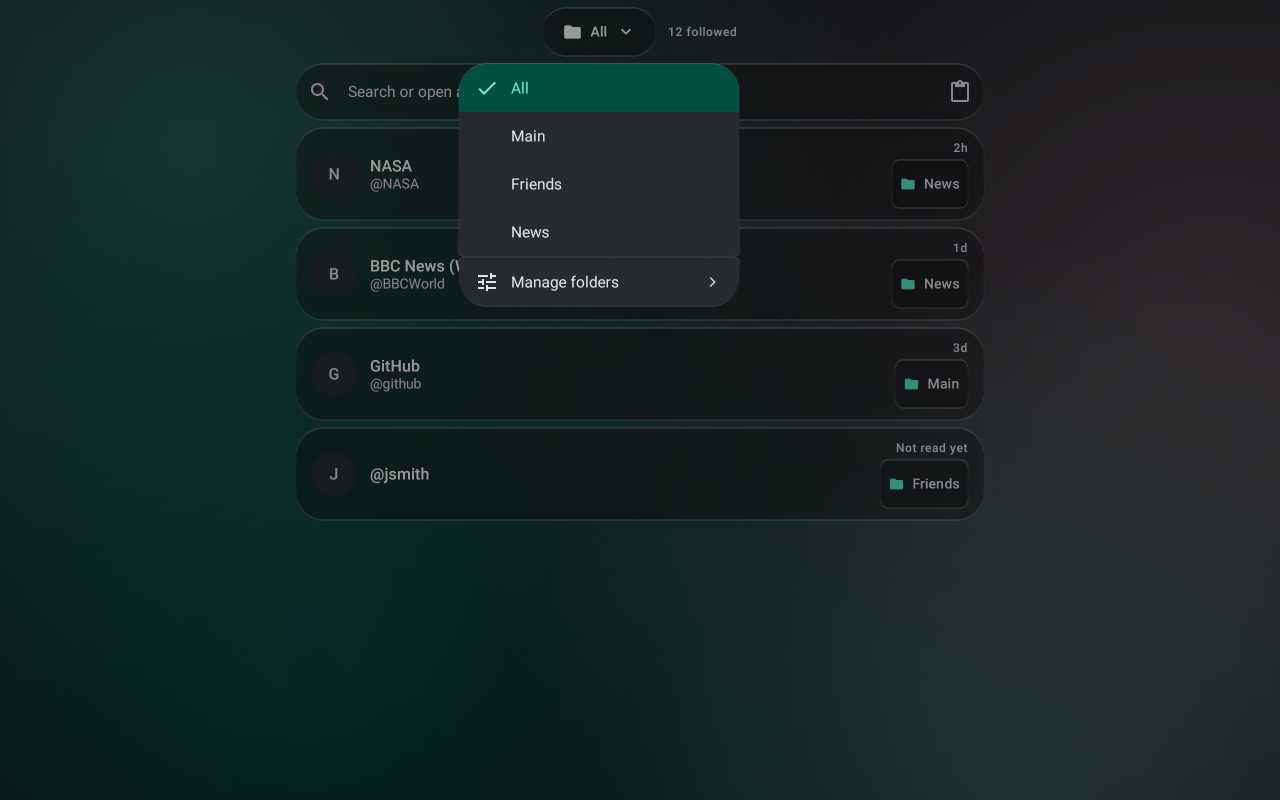 All
12 followed
Search or open
All
Main
Friends
News
Manage folders
N
NASA
@NASA
2h
News
B
BBC News
@BBCWorld
1d
News
G
GitHub
@github
3d
Main
J
@jsmith
Not read yet
Friends